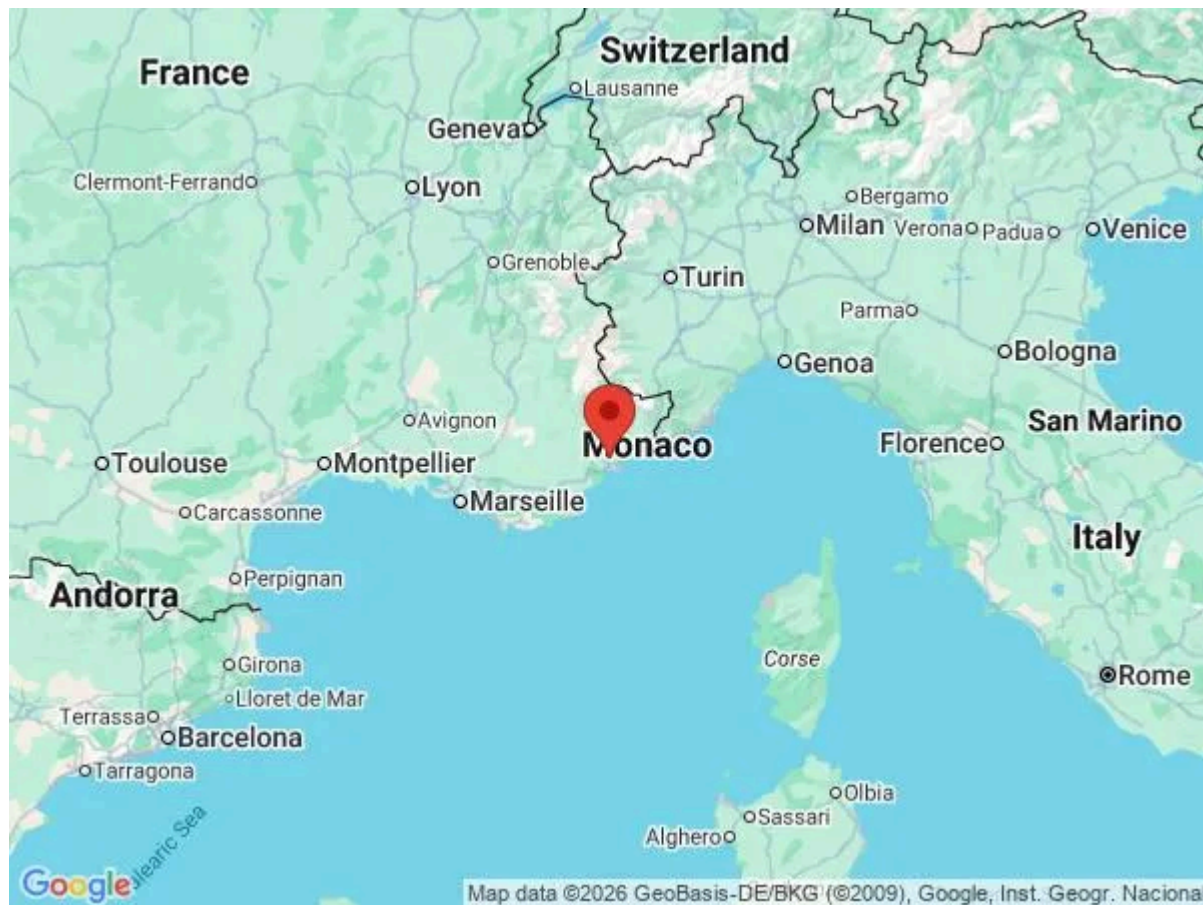 Switzerland
France
Lausanne
Geneva
Clermont-Ferrand
Lyon
Bergamo
Milan
Verona
Padua
Venice
Grenoble
Turin
Parma
Bologna
Genoa
Avignon
San Marino
Monaco
Florence
Toulouse
Montpellier
Marseille
Carcassonne
Italy
Perpignan
Andorra
Corse
Girona
Rome
Lloret de Mar
Terrassa
Barcelona
Tarragona
Olbia
Sassari
Alghero
Sea
Google
Map data ©2026 GeoBasis-DE/BKG (©2009), Google, Inst. Geogr. Nacional